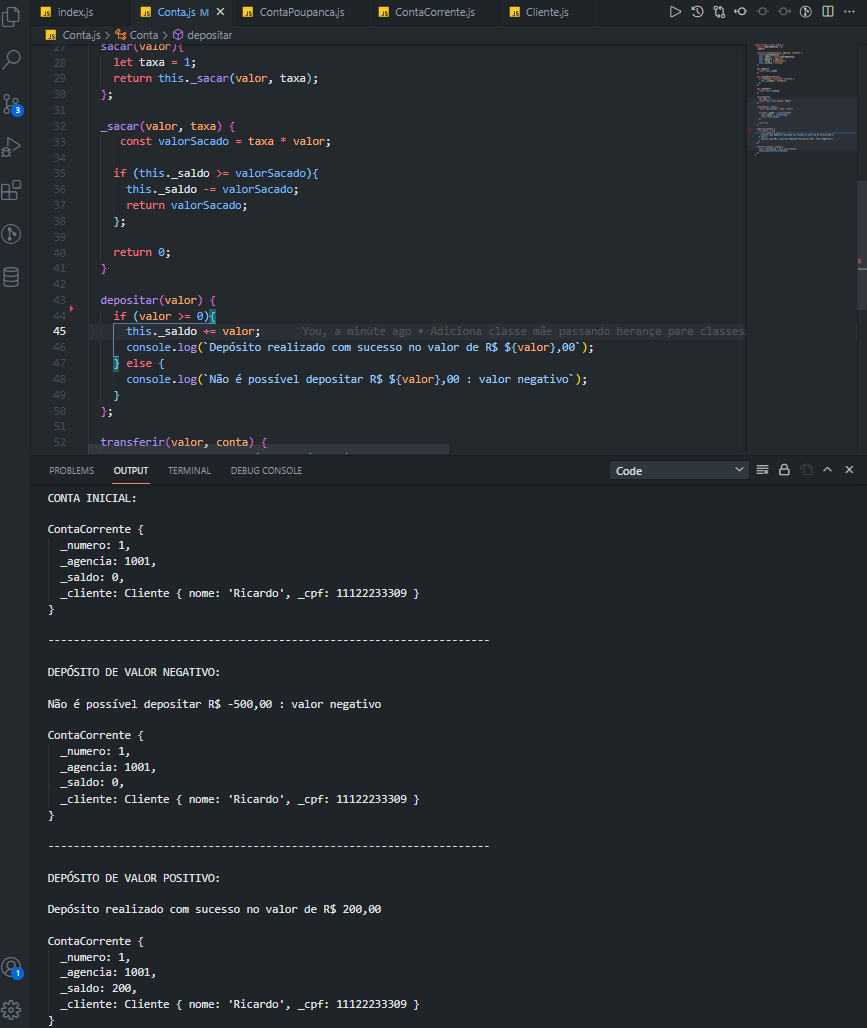 index.js Conta.js M ContaPoupanca.js ContaCorrente.js Cliente.js
Conta.js > Conta > depositar
27 sacar(valor){
28 let taxa = 1;
29 return this._sacar(valor, taxa);
30 };
31
32 _sacar(valor, taxa) {
33 const valorSacado = taxa * valor;
34
35 if (this._saldo >= valorSacado){
36 this._saldo -= valorSacado;
37 return valorSacado;
38 };
39
40 return 0;
41 }
42
43 depositar(valor) {
44 if (valor >= 0){
45 this._saldo += valor; You, a minute ago • Adiciona classe mãe passando herança para classes
46 console.log(`Depósito realizado com sucesso no valor de R$ ${valor},00`);
47 } else {
48 console.log(`Não é possível depositar R$ ${valor},00 : valor negativo`);
49 }
50 };
51
52 transferir(valor, conta) {
3
PROBLEMS OUTPUT TERMINAL DEBUG CONSOLE Code
CONTA INICIAL:
ContaCorrente {
_numero: 1,
_agencia: 1001,
_saldo: 0,
_cliente: Cliente { nome: 'Ricardo', _cpf: 11122233309 }
}
--------------------------------------------------------------------
DEPÓSITO DE VALOR NEGATIVO:
Não é possível depositar R$ -500,00 : valor negativo
ContaCorrente {
_numero: 1,
_agencia: 1001,
_saldo: 0,
_cliente: Cliente { nome: 'Ricardo', _cpf: 11122233309 }
}
--------------------------------------------------------------------
DEPÓSITO DE VALOR POSITIVO:
Depósito realizado com sucesso no valor de R$ 200,00
ContaCorrente {
_numero: 1,
_agencia: 1001,
_saldo: 200,
_cliente: Cliente { nome: 'Ricardo', _cpf: 11122233309 }
}
1